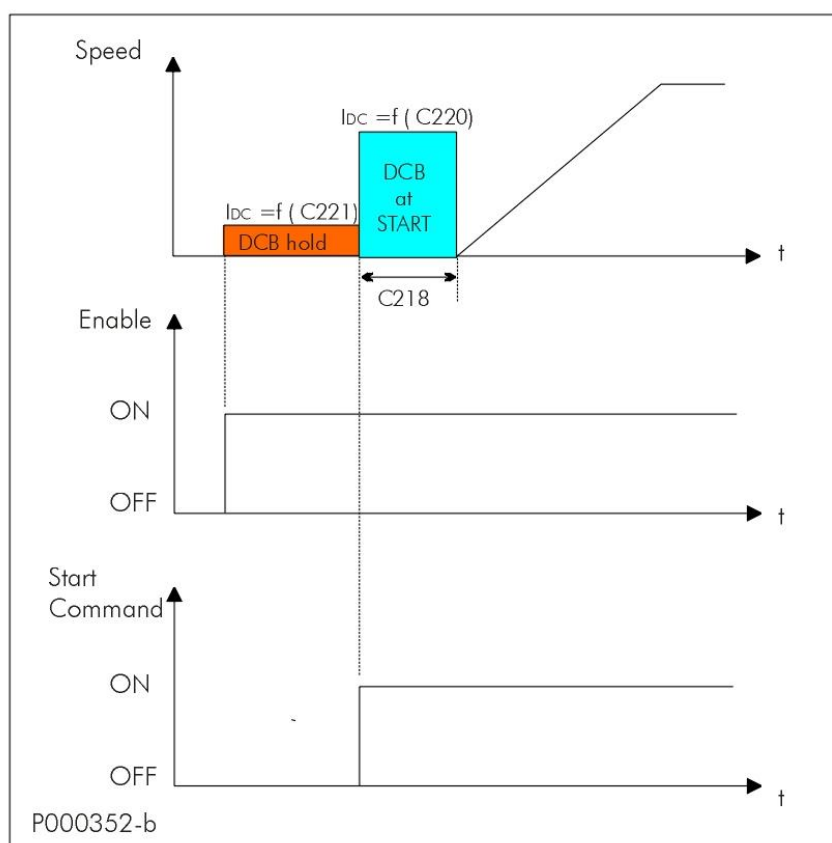 Speed
IDC =f ( C220)
DCB
at
START
IDC =f ( C221)
DCB hold
t
C218
Enable
ON
OFF
t
Start
Command
ON
OFF
t
P000352-b